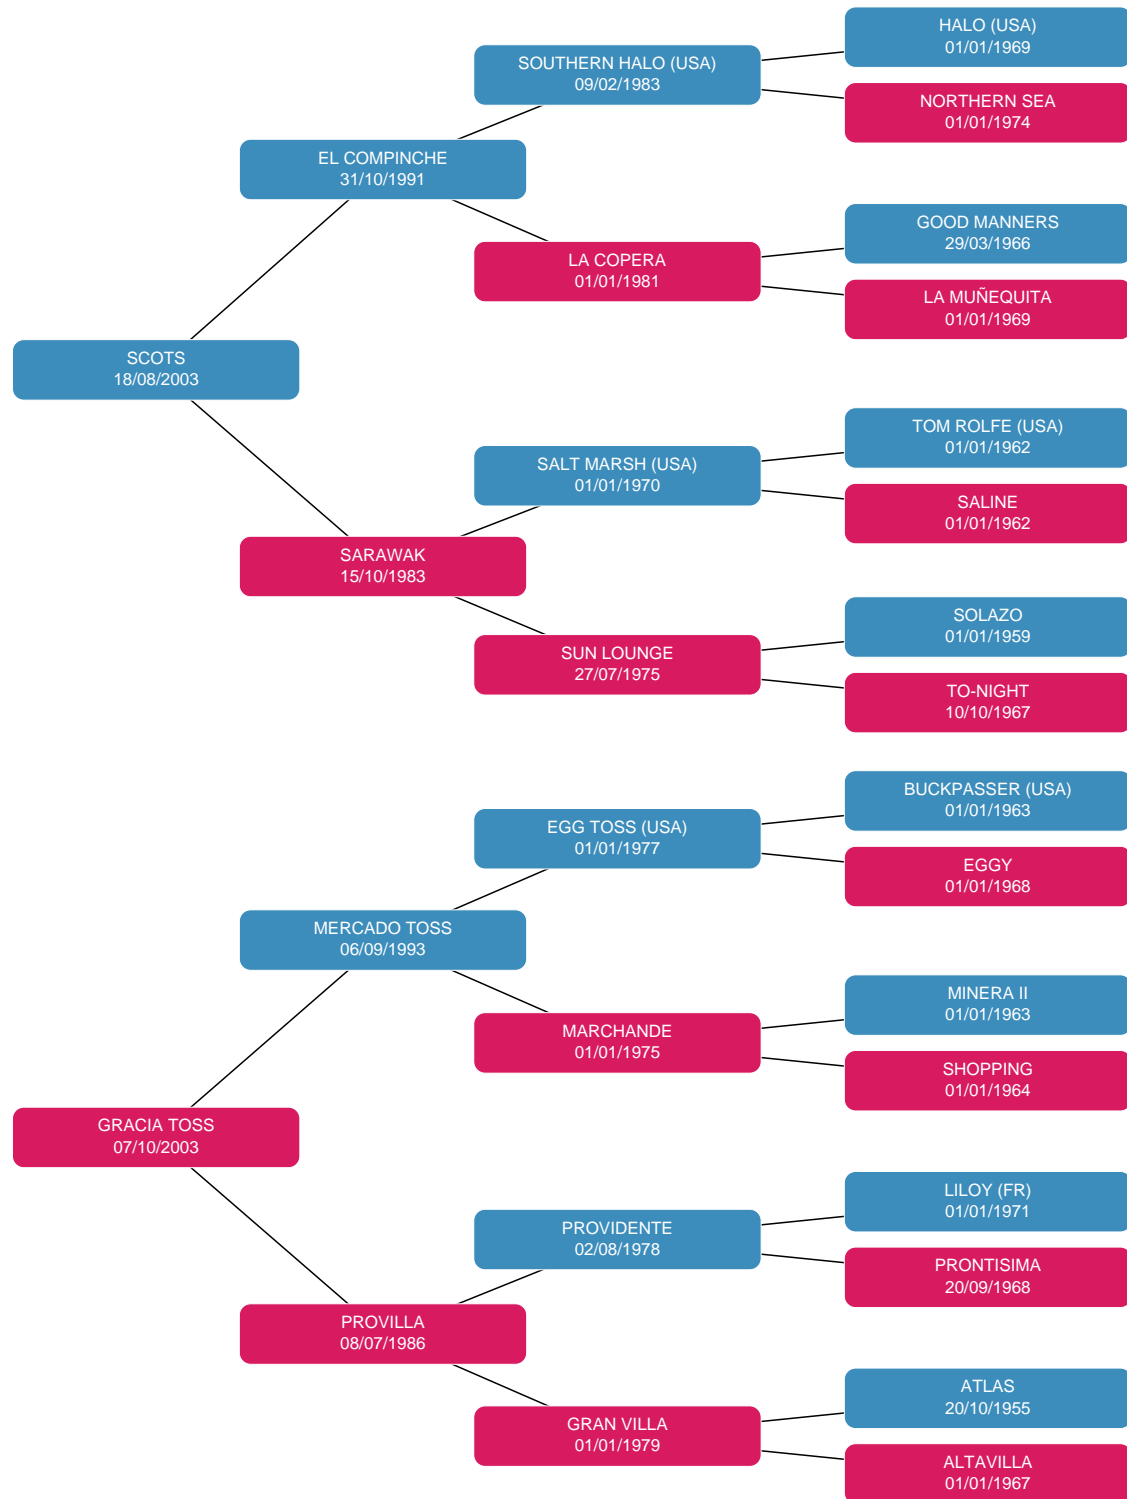 HALO (USA)
01/01/1969
SOUTHERN HALO (USA)
09/02/1983
NORTHERN SEA
01/01/1974
EL COMPINCHE
31/10/1991
GOOD MANNERS
29/03/1966
LA COPERA
01/01/1981
LA MUÑEQUITA
01/01/1969
SCOTS
18/08/2003
TOM ROLFE (USA)
01/01/1962
SALT MARSH (USA)
01/01/1970
SALINE
01/01/1962
SARAWAK
15/10/1983
SOLAZO
01/01/1959
SUN LOUNGE
27/07/1975
TO-NIGHT
10/10/1967
BUCKPASSER (USA)
01/01/1963
EGG TOSS (USA)
01/01/1977
EGGY
01/01/1968
MERCADO TOSS
06/09/1993
MINERA II
01/01/1963
MARCHANDE
01/01/1975
SHOPPING
01/01/1964
GRACIA TOSS
07/10/2003
LILOY (FR)
01/01/1971
PROVIDENTE
02/08/1978
PRONTISIMA
20/09/1968
PROVILLA
08/07/1986
ATLAS
20/10/1955
GRAN VILLA
01/01/1979
ALTAVILLA
01/01/1967